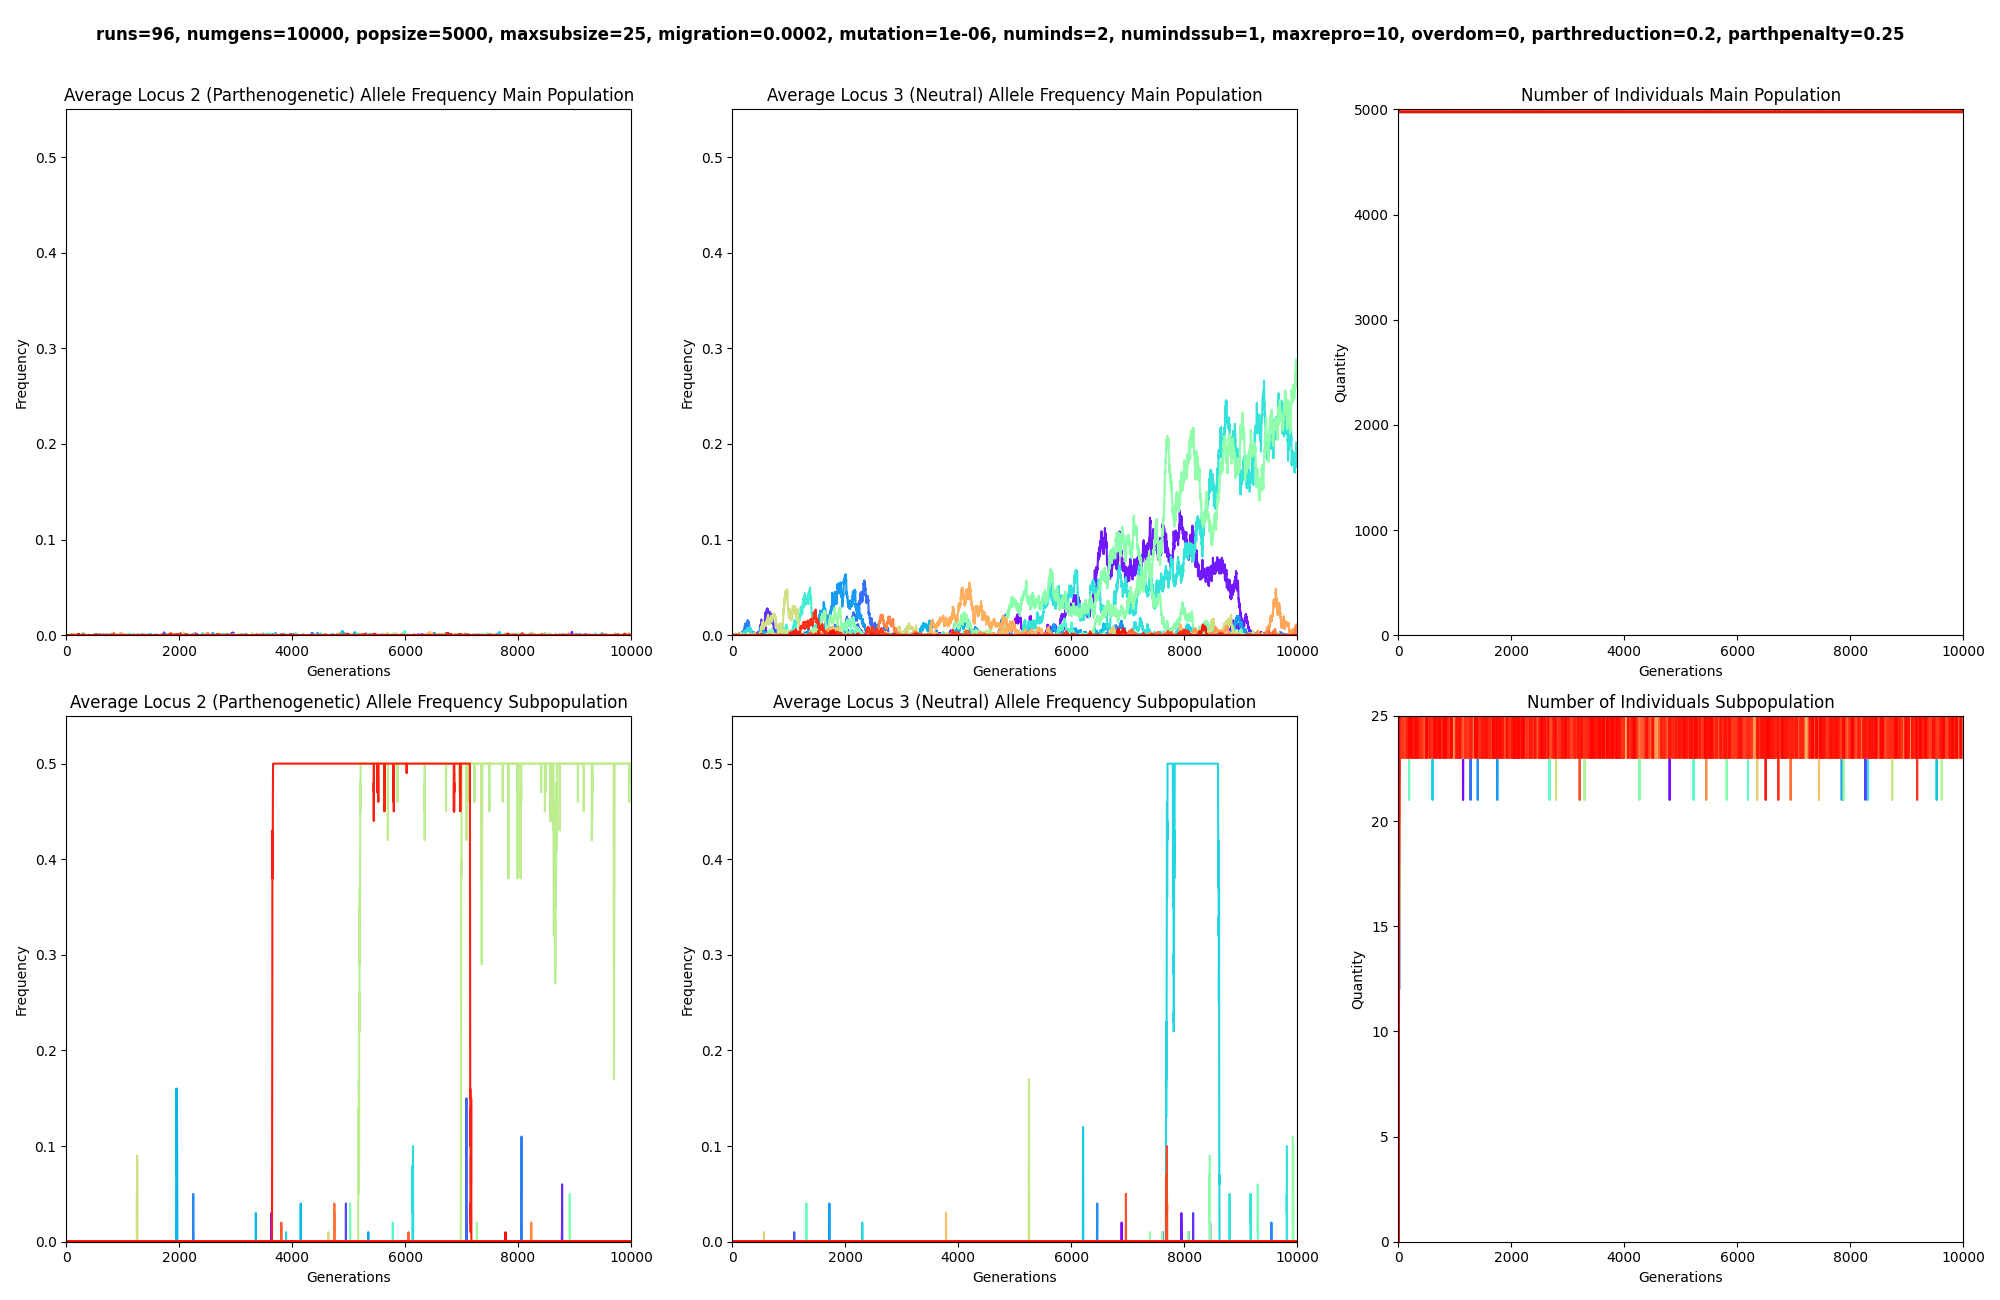 runs=96, numgens=10000, popsize=5000, maxsubsize=25, migration=0.0002, mutation=1e-06, numinds=2, numindssub=1, maxrepro=10, overdom=0, parthreduction=0.2, parthpenalty=0.25
Average Locus 2 (Parthenogenetic) Allele Frequency Main Population
Frequency
0.5
0.4
0.3
0.2
0.1
0.0
0 2000 4000 6000 8000 10000
Generations
Average Locus 3 (Neutral) Allele Frequency Main Population
Frequency
0.5
0.4
0.3
0.2
0.1
0.0
0 2000 4000 6000 8000 10000
Generations
Number of Individuals Main Population
Quantity
5000
4000
3000
2000
1000
0
0 2000 4000 6000 8000 10000
Generations
Average Locus 2 (Parthenogenetic) Allele Frequency Subpopulation
Frequency
0.5
0.4
0.3
0.2
0.1
0.0
0 2000 4000 6000 8000 10000
Generations
Average Locus 3 (Neutral) Allele Frequency Subpopulation
Frequency
0.5
0.4
0.3
0.2
0.1
0.0
0 2000 4000 6000 8000 10000
Generations
Number of Individuals Subpopulation
Quantity
25
20
15
10
5
0
0 2000 4000 6000 8000 10000
Generations